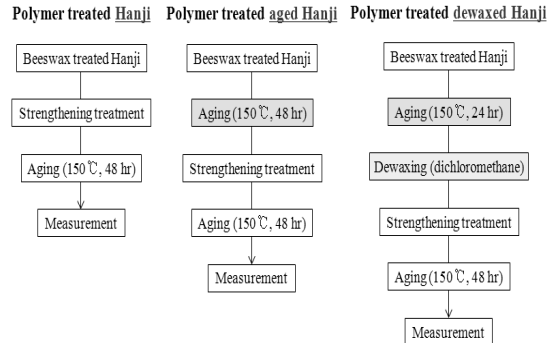 Polymer treated Hanji
Beeswax treated Hanji
Strengthening treatment
Aging (150℃, 48 hr)
Measurement
Polymer treated aged Hanji
Beeswax treated Hanji
Aging (150℃, 48 hr)
Strengthening treatment
Aging (150℃, 48 hr)
Measurement
Polymer treated dewaxed Hanji
Beeswax treated Hanji
Aging (150℃, 24 hr)
Dewaxing (dichloromethane)
Strengthening treatment
Aging (150℃, 48 hr)
Measurement